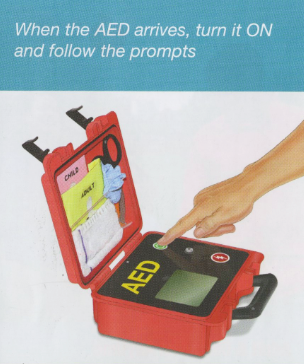 When the AED arrives, turn it ON
and follow the prompts
CHILD
ADULT
AED